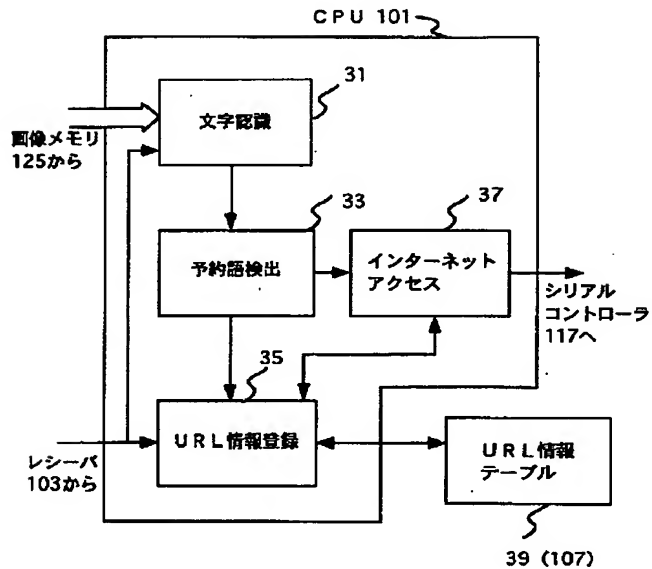 ＣＰＵ 101
31
文字認識
画像メモリ
125から
33
37
予約語検出
インターネット
アクセス
シリアル
コントローラ
117へ
35
ＵＲＬ情報登録
レシーバ
103から
ＵＲＬ情報
テーブル
39（107）